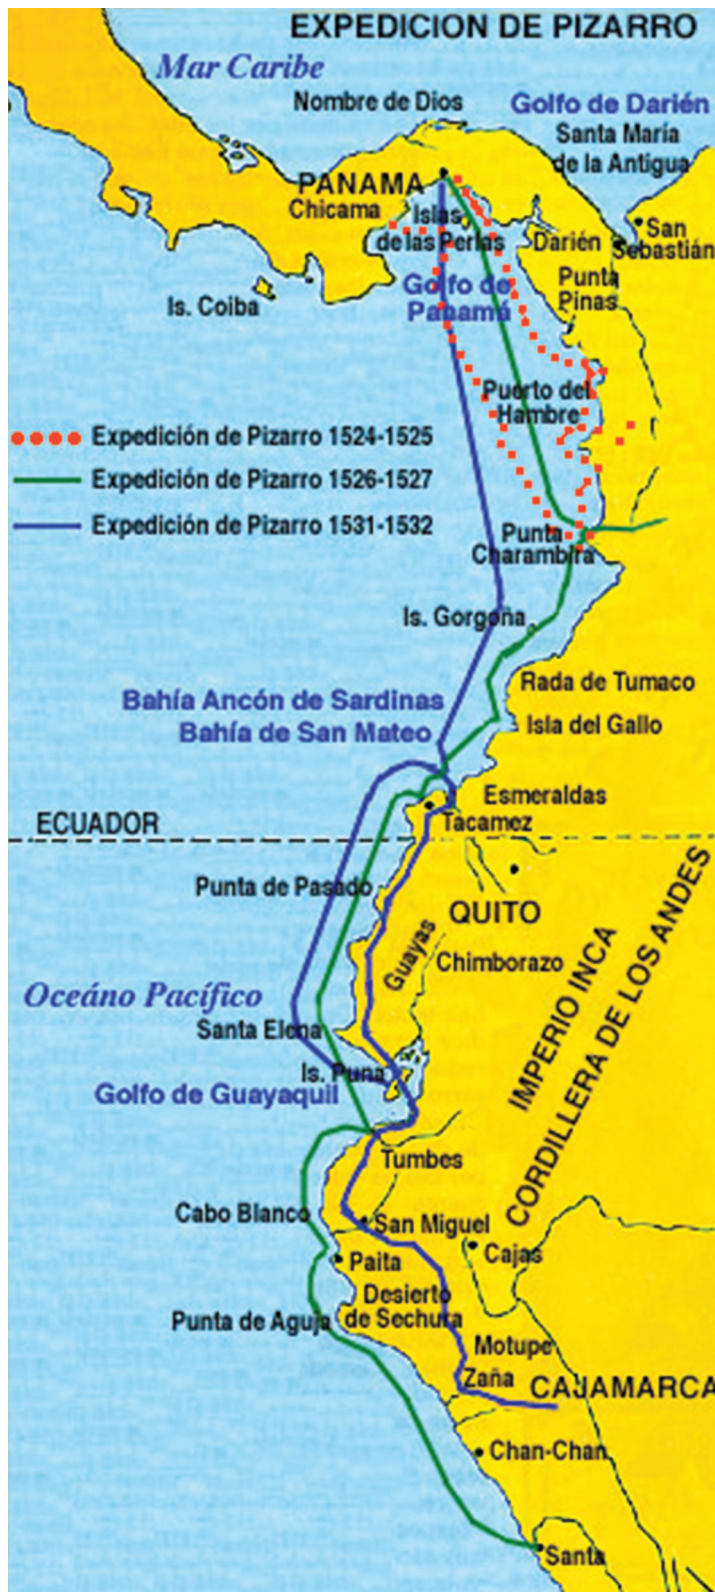 EXPEDICION DE PIZARRO
Mar Caribe
Nombre de Dios
Golfo de Darién
Santa María
de la Antigua
PANAMA
Chicama
Islas
de las Perlas
Darién
San
Sebastián
Punta
Pinas
Is. Coiba
Golfo de
Panamá
Puerto del
Hambre
Expedición de Pizarro 1524-1525
Expedición de Pizarro 1526-1527
Expedición de Pizarro 1531-1532
Punta
Charambira
Is. Gorgoña
Rada de Tumaco
Bahía Ancón de Sardinas
Isla del Gallo
Bahía de San Mateo
Esmeraldas
ECUADOR
Tacamez
Punta de Pasado
QUITO
Guayas
Chimborazo
IMPERIO INCA
CORDILLERA DE LOS ANDES
Oceáno Pacífico
Santa Elena
Is. Puna
Golfo de Guayaquil
Tumbes
Cabo Blanco
San Miguel
Cajas
Paita
Desierto
de Sechura
Punta de Aguja
Motupe
Zaña
CAJAMARCA
Chan-Chan
Santa